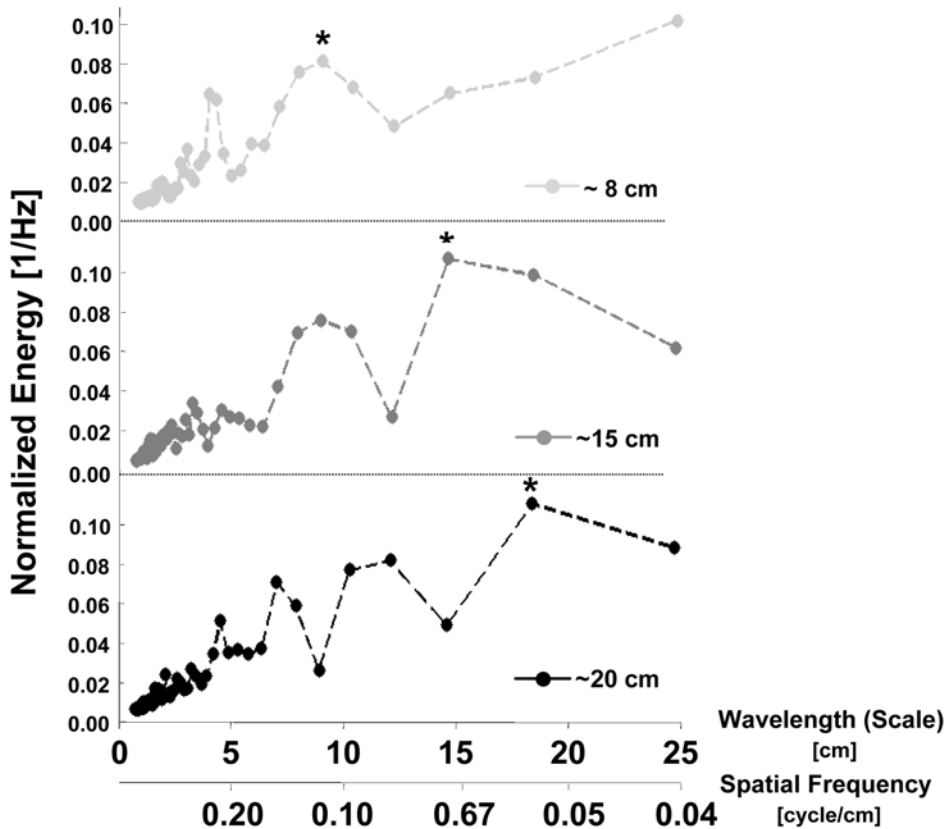 Normalized Energy [1/Hz]
0.10
*
0.08
0.06
0.04
0.02
~ 8 cm
0.00
*
0.10
0.08
0.06
0.04
0.02
~15 cm
0.00
*
0.10
0.08
0.06
0.04
0.02
~20 cm
0.00
0 5 10 15 20 25
Wavelength (Scale)
[cm]
0.20 0.10 0.67 0.05 0.04
Spatial Frequency
[cycle/cm]